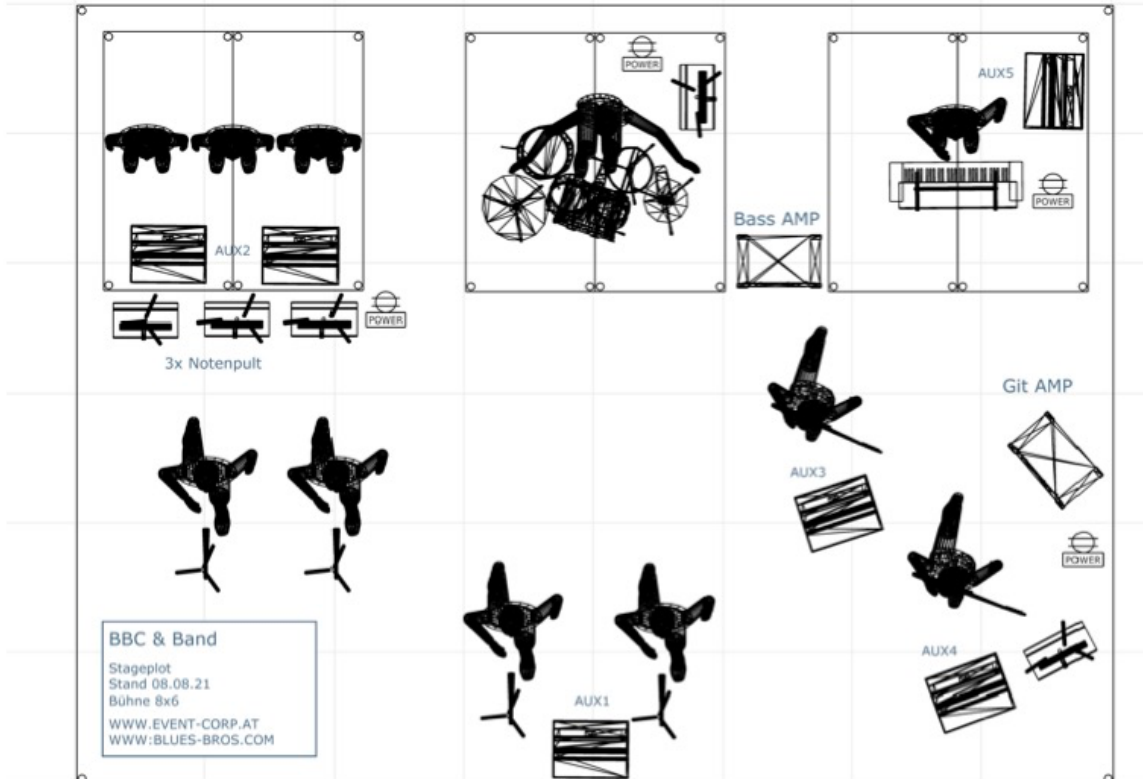 POWER
AUX5
POWER
Bass AMP
AUX2
POWER
3x Notenpult
Git AMP
AUX3
POWER
BBC & Band
Stageplot
Stand 08.08.21
Bühne 8x6
WWW.EVENT-CORP.AT
WWW:BLUES-BROS.COM
AUX4
AUX1